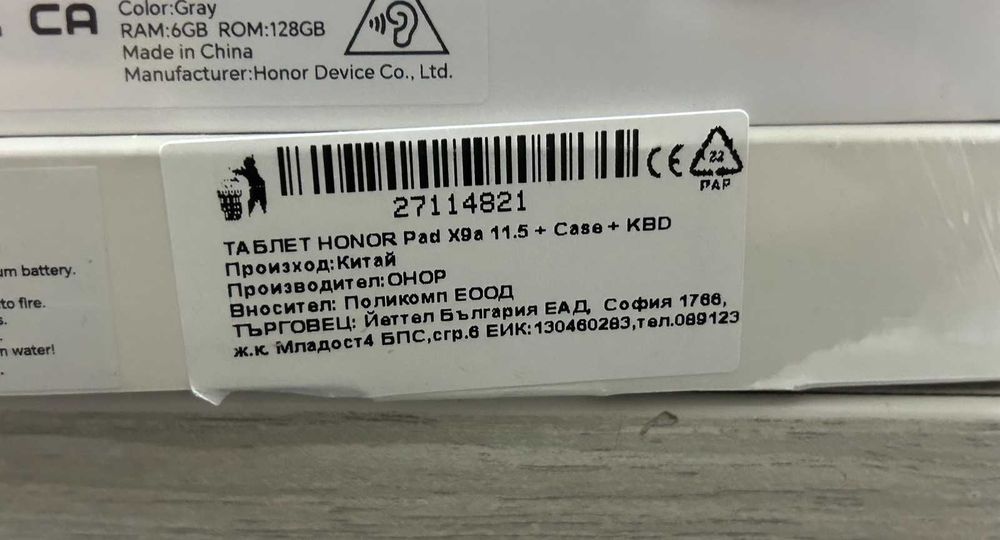 CA
Color:Gray
RAM:6GB ROM:128GB
Made in China
Manufacturer:Honor Device Co., Ltd.
CE
22
PAP
27114821
ТАБЛЕТ HONOR Pad X9a 11.5 + Case + KBD
Произход:Китай
Производител:ОНОР
Вносител: Поликомп ЕООД
ТЪРГОВЕЦ: Йеттел България ЕАД, София 1766,
ж.к. Младост4 БПС,сгр.6 ЕИК:130460283,тел.089123
battery.
to fire.
water!